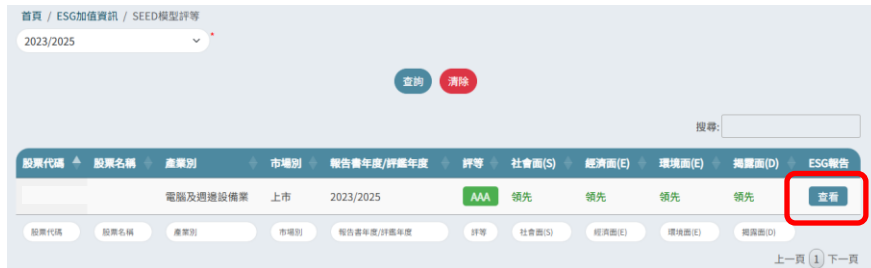 首頁 / ESG加值資訊 / SEED模型評等
2023/2025 *
查詢 清除
搜尋:
股票代碼 股票名稱 產業別 市場別 報告書年度/評鑑年度 評等 社會面(S) 經濟面(E) 環境面(E) 揭露面(D) ESG報告
電腦及週邊設備業 上市 2023/2025 AAA 領先 領先 領先 領先 查看
股票代碼 股票名稱 產業別 市場別 報告書年度/評鑑年度 評等 社會面(S) 經濟面(E) 環境面(E) 揭露面(D)
上一頁 1 下一頁